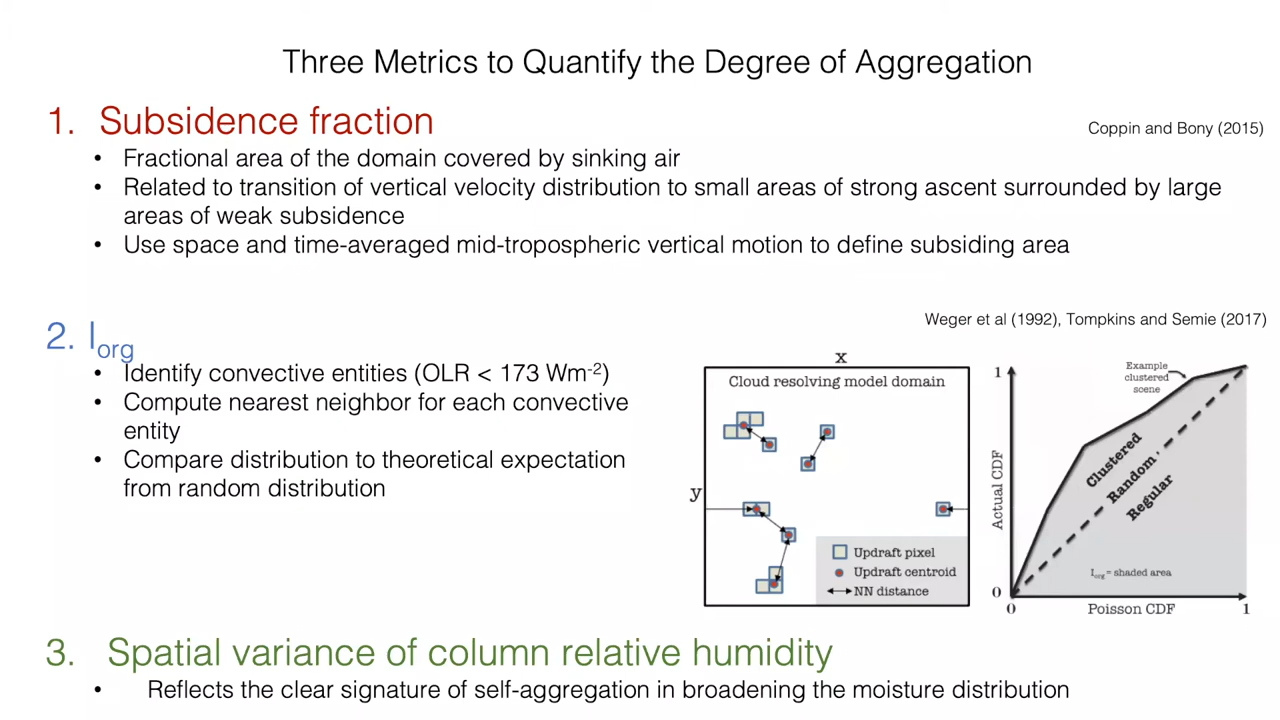 Three Metrics to Quantify the Degree of Aggregation
1. Subsidence fraction
Coppin and Bony (2015)
• Fractional area of the domain covered by sinking air
• Related to transition of vertical velocity distribution to small areas of strong ascent surrounded by large
areas of weak subsidence
• Use space and time-averaged mid-tropospheric vertical motion to define subsiding area
Weger et al (1992), Tompkins and Semie (2017)
2. Iorg
• Identify convective entities (OLR < 173 Wm-2)
• Compute nearest neighbor for each convective
entity
• Compare distribution to theoretical expectation
from random distribution
x
Cloud resolving model domain
y
Updraft pixel
Updraft centroid
NN distance
1
Example
clustered
scene
Actual CDF
Clustered
Random
Regular
Iorg = shaded area
0
0
Poisson CDF
1
3. Spatial variance of column relative humidity
• Reflects the clear signature of self-aggregation in broadening the moisture distribution